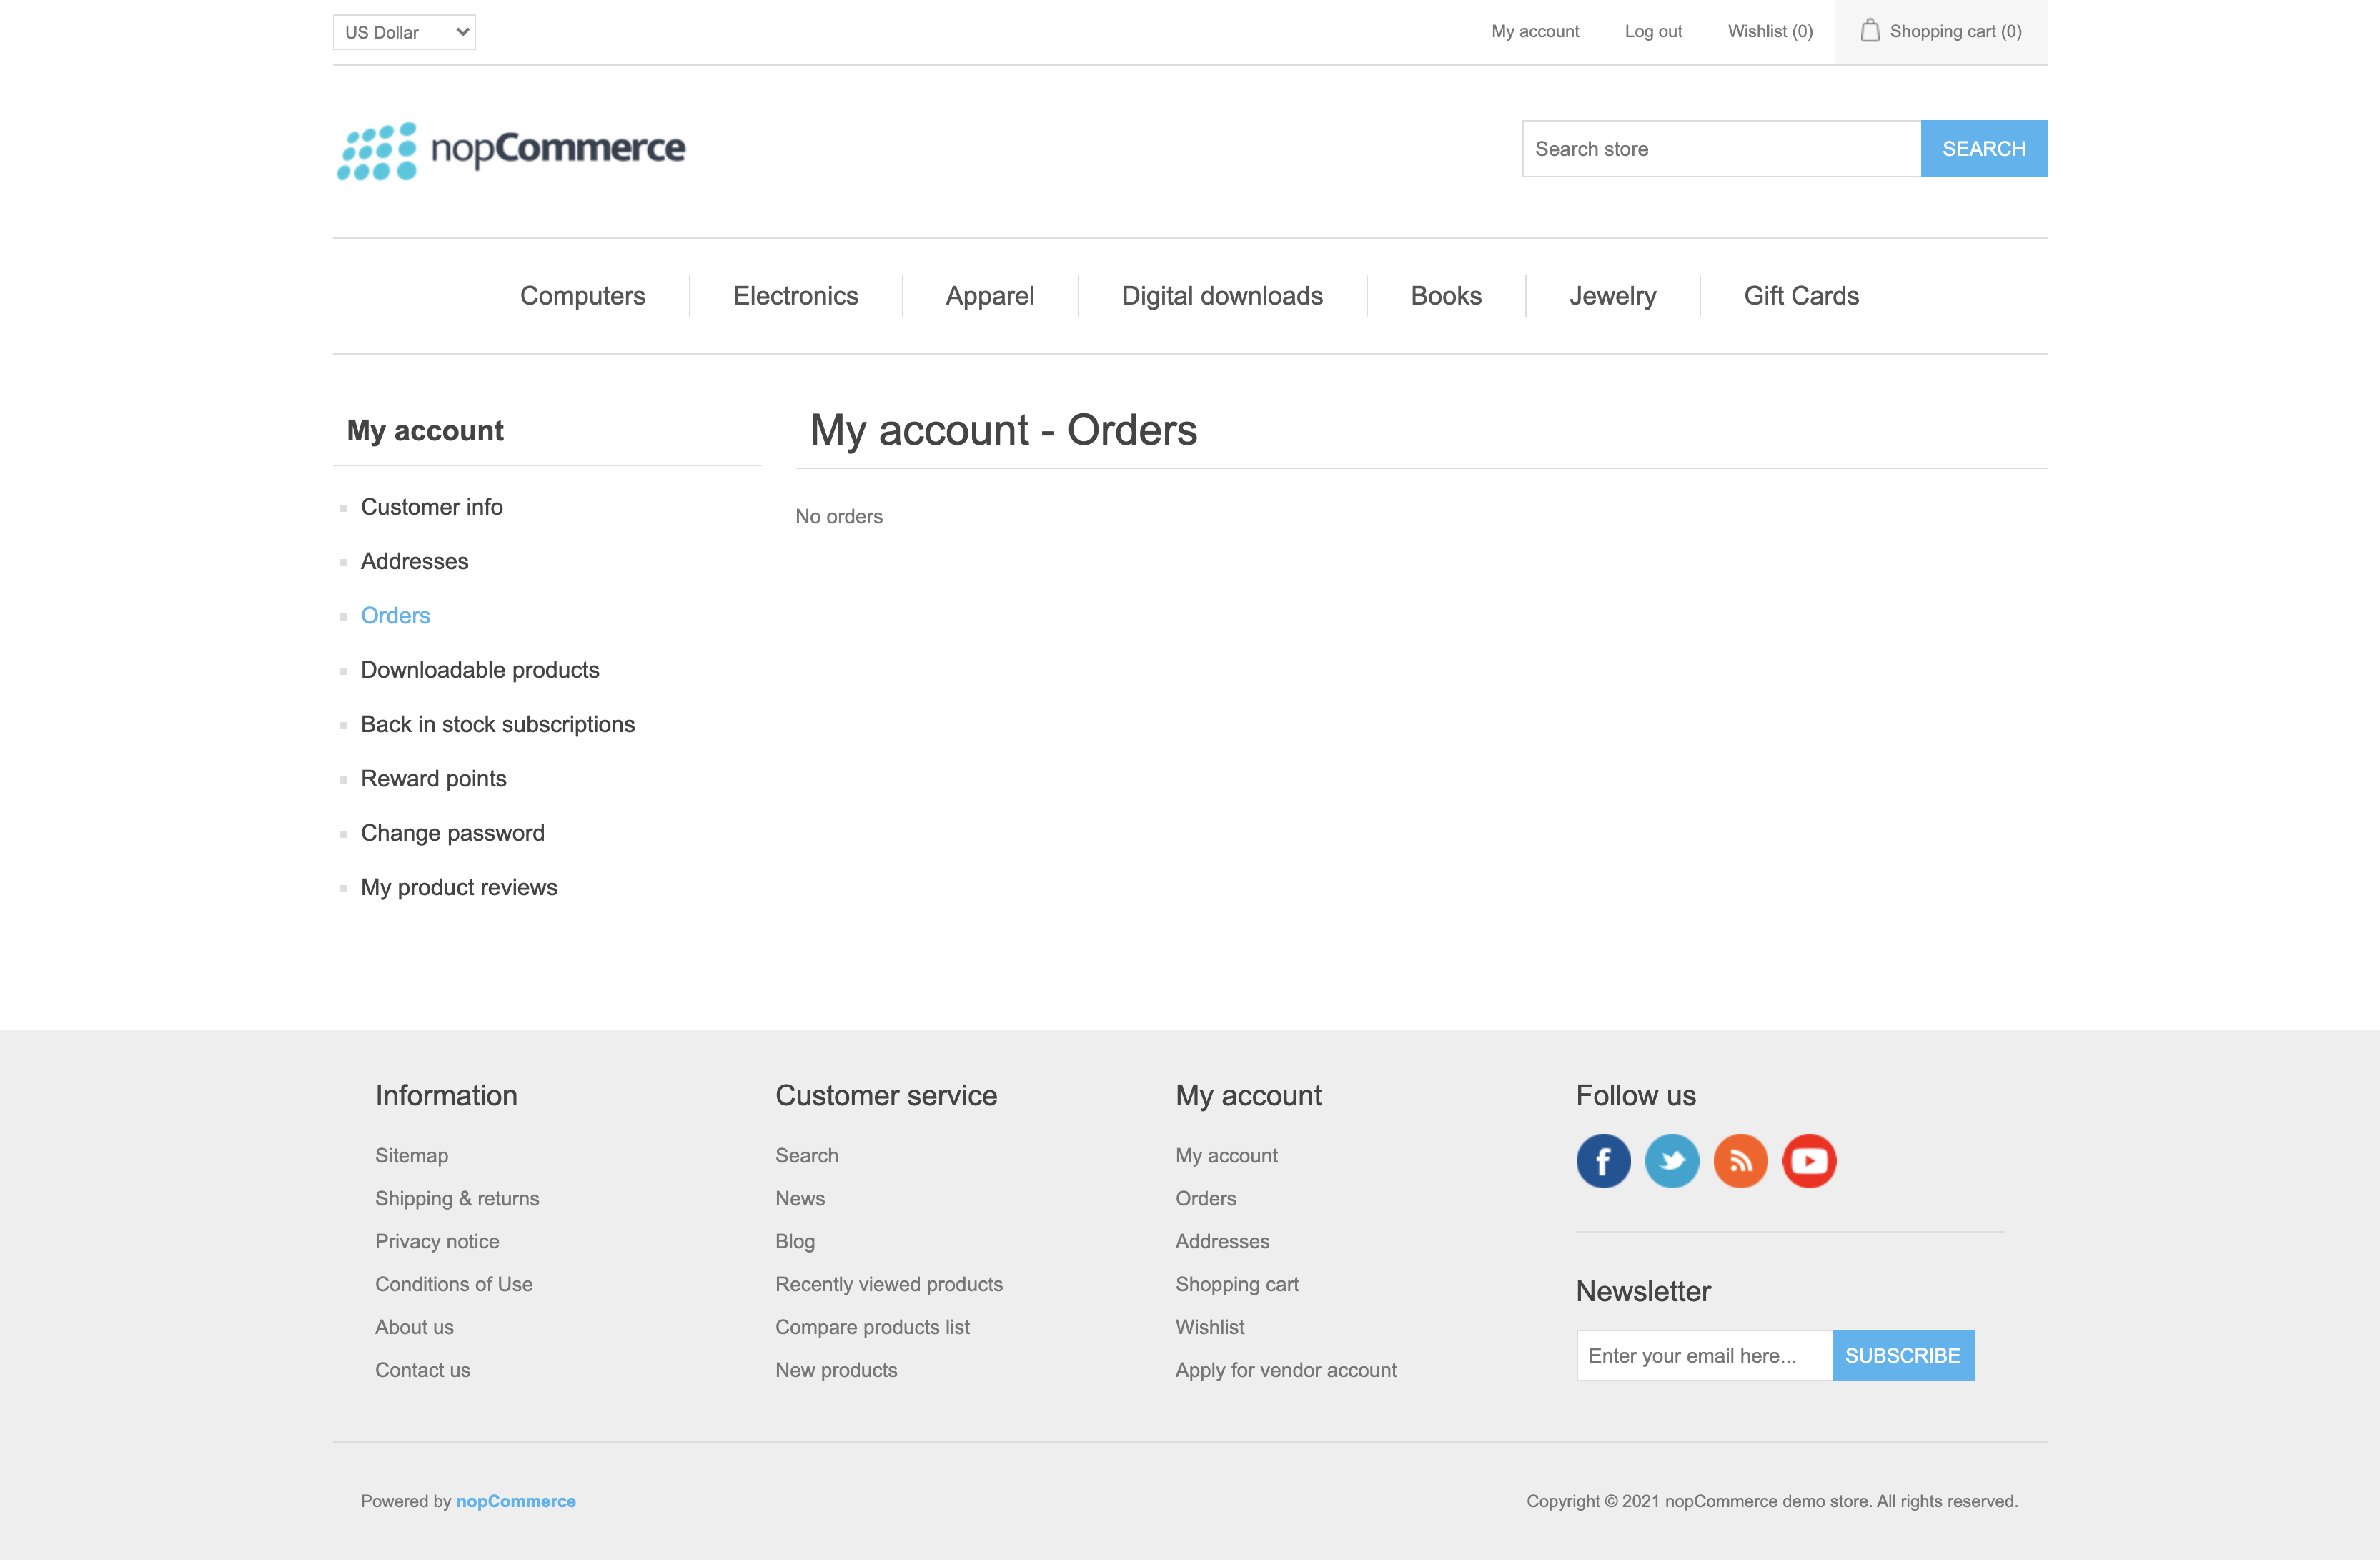 US Dollar
My account
Log out
Wishlist (0)
Shopping cart (0)
nopCommerce
Search store
SEARCH
Computers
Electronics
Apparel
Digital downloads
Books
Jewelry
Gift Cards
My account
Customer info
Addresses
Orders
Downloadable products
Back in stock subscriptions
Reward points
Change password
My product reviews
My account - Orders
No orders
Information
Sitemap
Shipping & returns
Privacy notice
Conditions of Use
About us
Contact us
Customer service
Search
News
Blog
Recently viewed products
Compare products list
New products
My account
My account
Orders
Addresses
Shopping cart
Wishlist
Apply for vendor account
Follow us
Newsletter
Enter your email here...
SUBSCRIBE
Powered by nopCommerce
Copyright © 2021 nopCommerce demo store. All rights reserved.